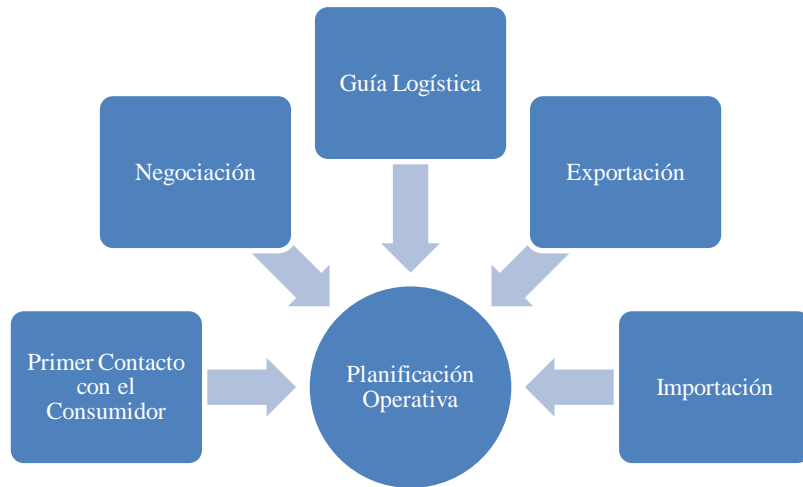 Guía Logística
Negociación
Exportación
Primer Contacto
con el
Consumidor
Planificación
Operativa
Importación